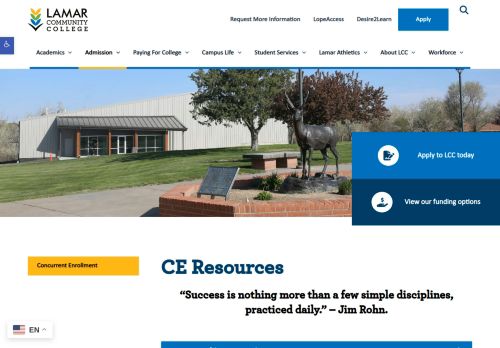 LAMAR
COMMUNITY
COLLEGE
Request More Information LopeAccess Desire2Learn Apply
Academics Admission Paying For College Campus Life Student Services Lamar Athletics About LCC Workforce
Apply to LCC today
View our funding options
Concurrent Enrollment
CE Resources
“Success is nothing more than a few simple disciplines,
practiced daily.” – Jim Rohn.
EN